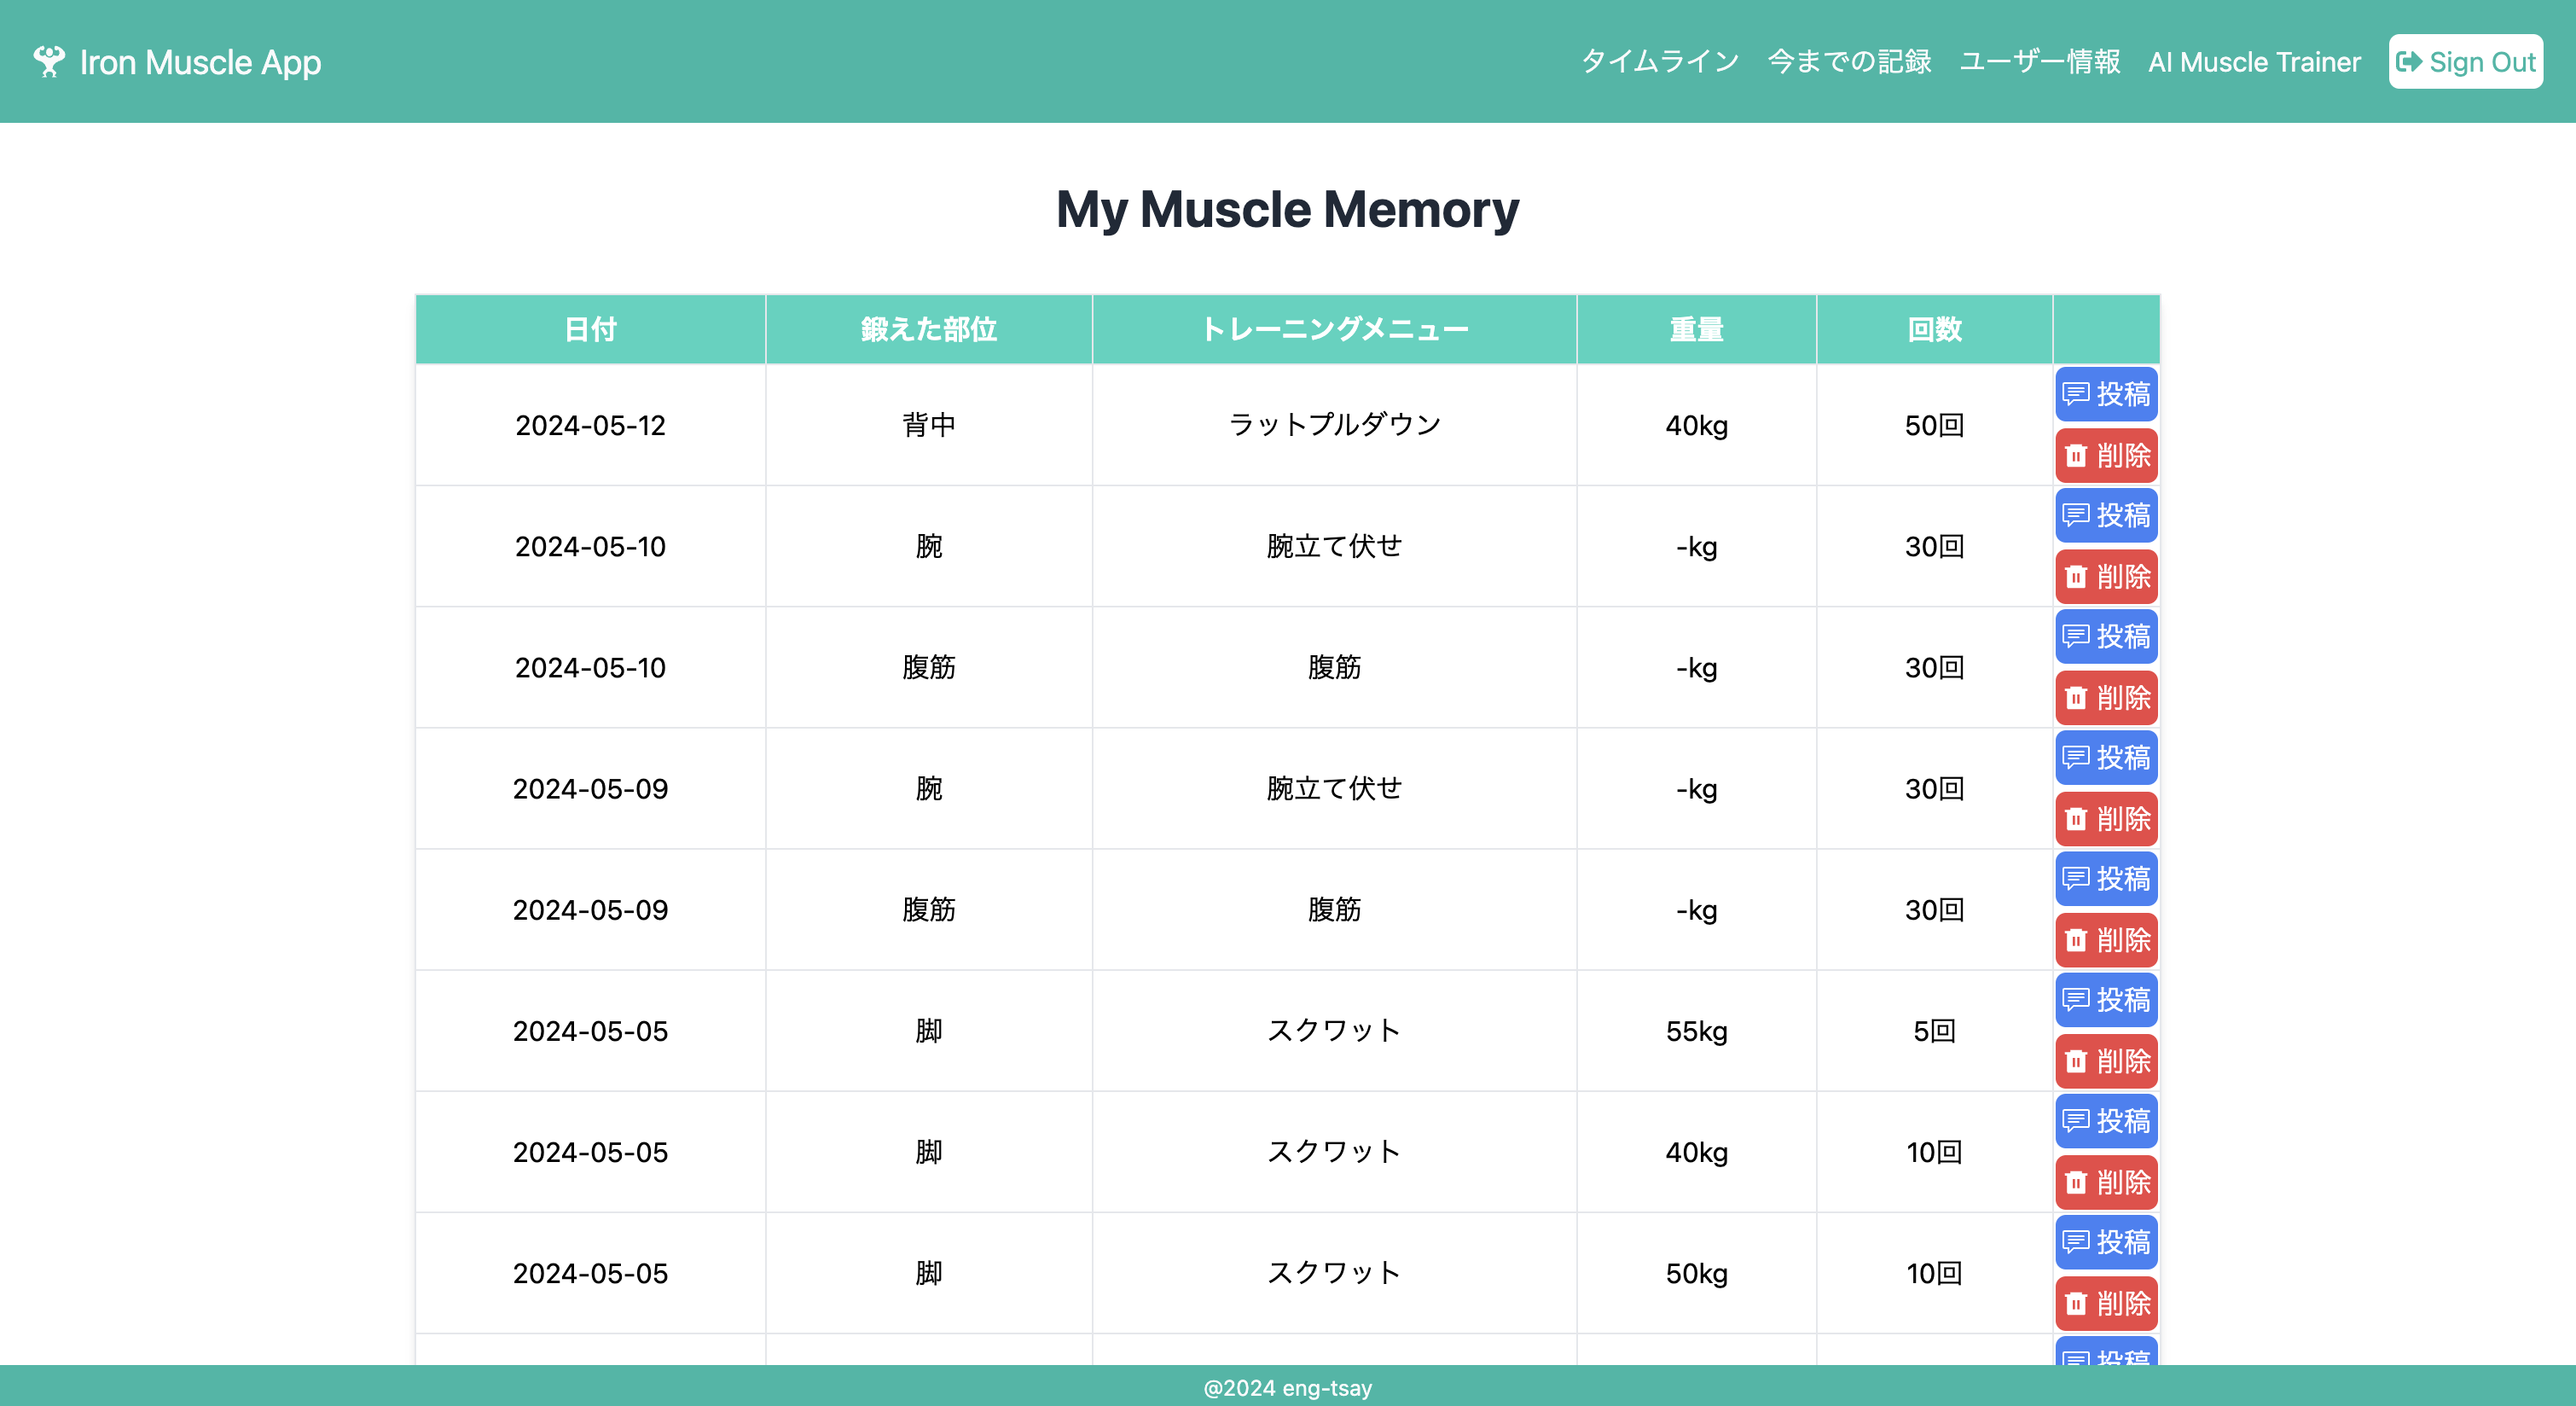 Iron Muscle App
タイムライン 今までの記録 ユーザー情報 AI Muscle Trainer Sign Out
My Muscle Memory
日付 鍛えた部位 トレーニングメニュー 重量 回数
2024-05-12 背中 ラットプルダウン 40kg 50回 投稿
削除
2024-05-10 腕 腕立て伏せ -kg 30回 投稿
削除
2024-05-10 腹筋 腹筋 -kg 30回 投稿
削除
2024-05-09 腕 腕立て伏せ -kg 30回 投稿
削除
2024-05-09 腹筋 腹筋 -kg 30回 投稿
削除
2024-05-05 脚 スクワット 55kg 5回 投稿
削除
2024-05-05 脚 スクワット 40kg 10回 投稿
削除
2024-05-05 脚 スクワット 50kg 10回 投稿
削除
投稿
@2024 eng-tsay